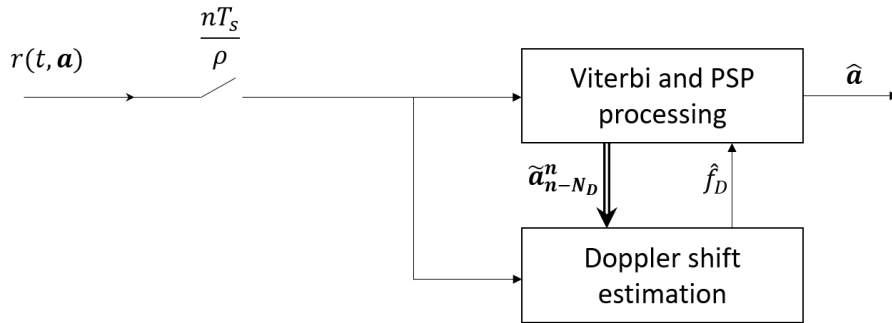 nT_s
r(t, a)
ρ
Viterbi and PSP
processing
â
ã^n_{n−N_D}
f̂_D
Doppler shift
estimation